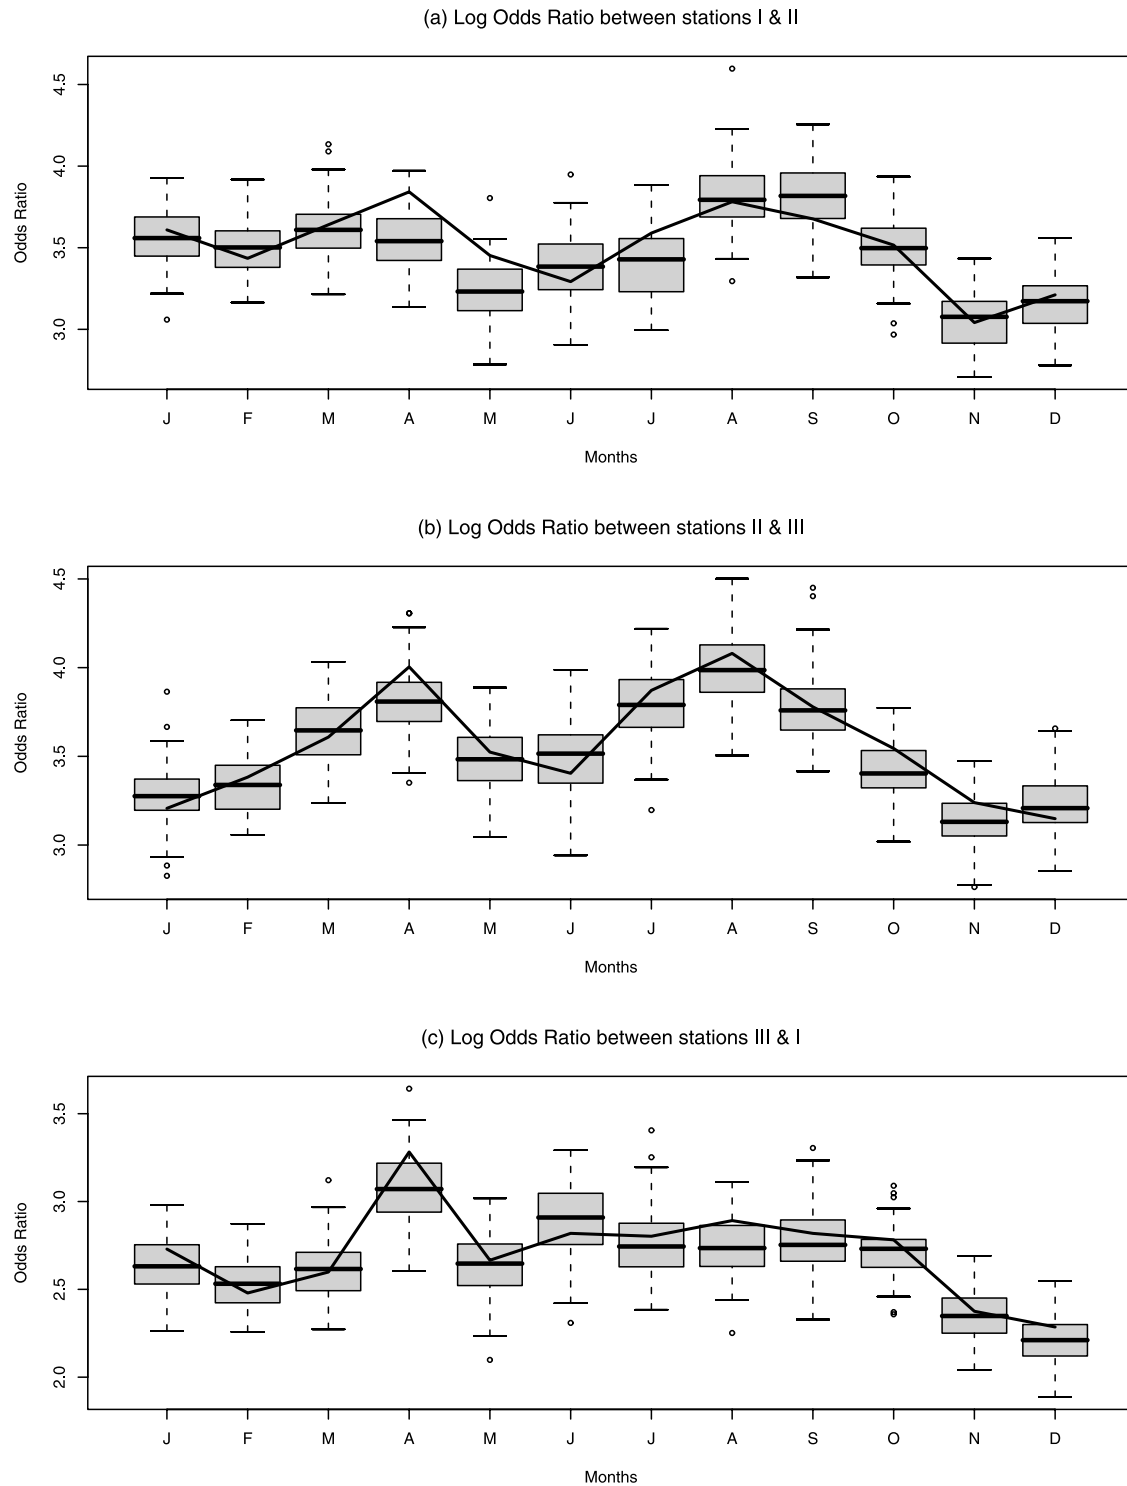 (a) Log Odds Ratio between stations I & II
Odds Ratio
4.5
4.0
3.5
3.0
J F M A M J J A S O N D
Months
(b) Log Odds Ratio between stations II & III
Odds Ratio
4.5
4.0
3.5
3.0
J F M A M J J A S O N D
Months
(c) Log Odds Ratio between stations III & I
Odds Ratio
3.5
3.0
2.5
2.0
J F M A M J J A S O N D
Months